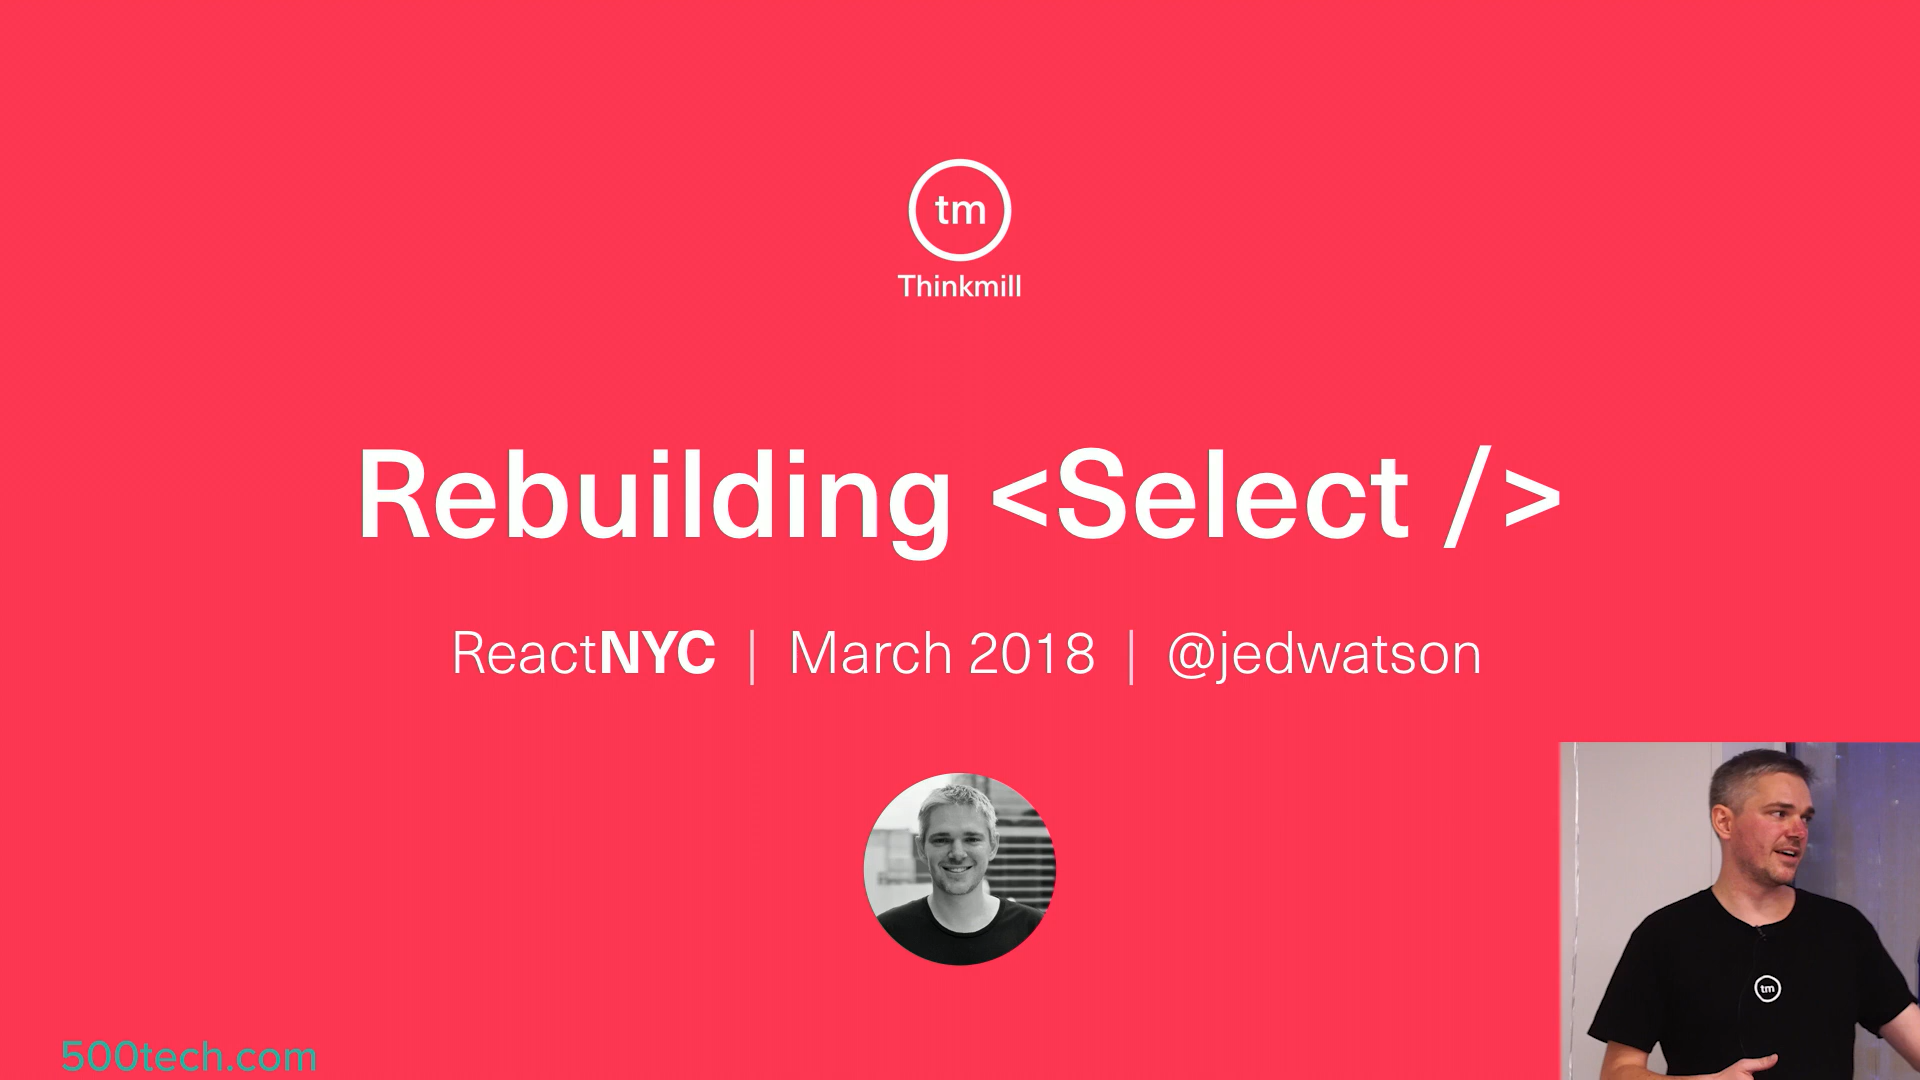 tm
Thinkmill
Rebuilding <Select />
ReactNYC | March 2018 | @jedwatson
tm
500tech.com